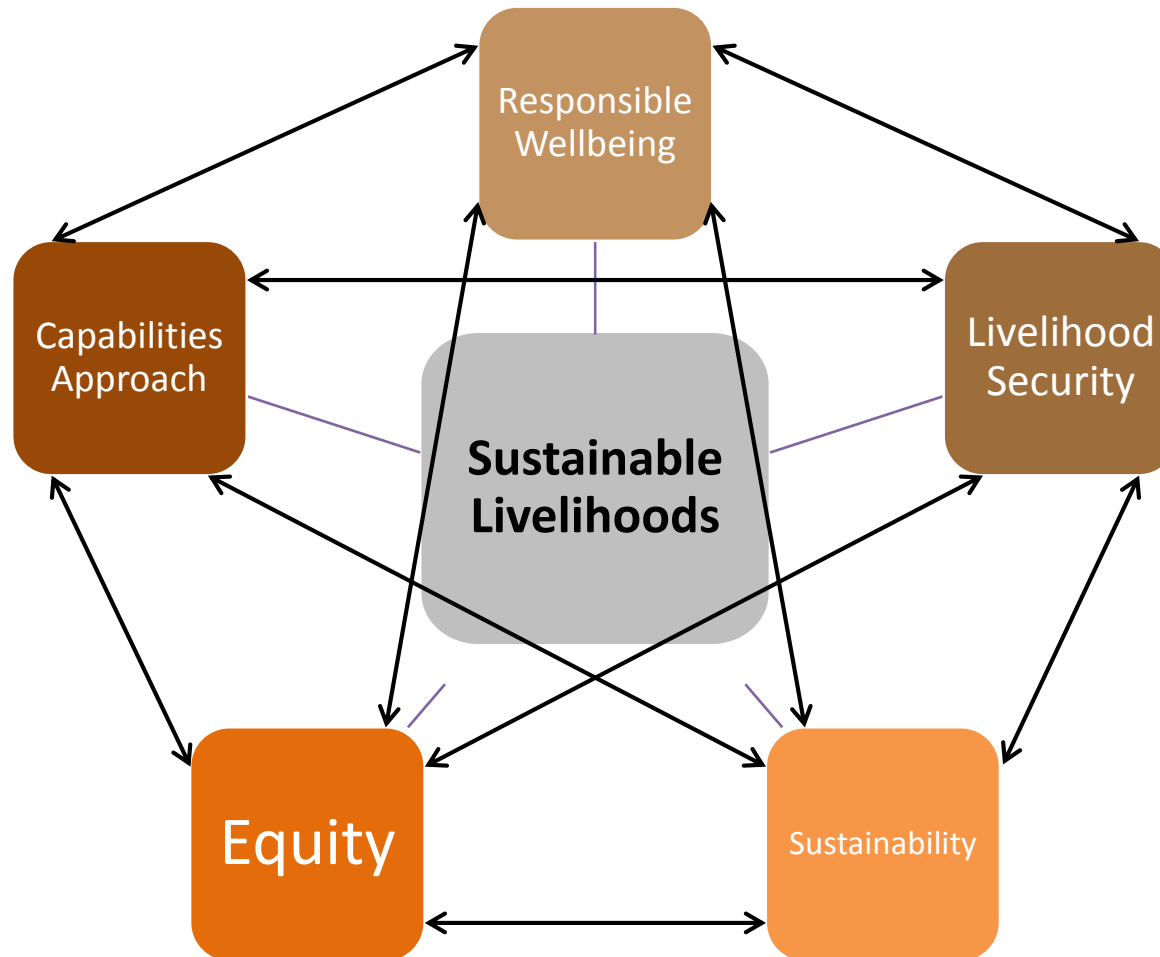 Responsible
Wellbeing
Capabilities
Approach
Livelihood
Security
Sustainable
Livelihoods
Equity
Sustainability